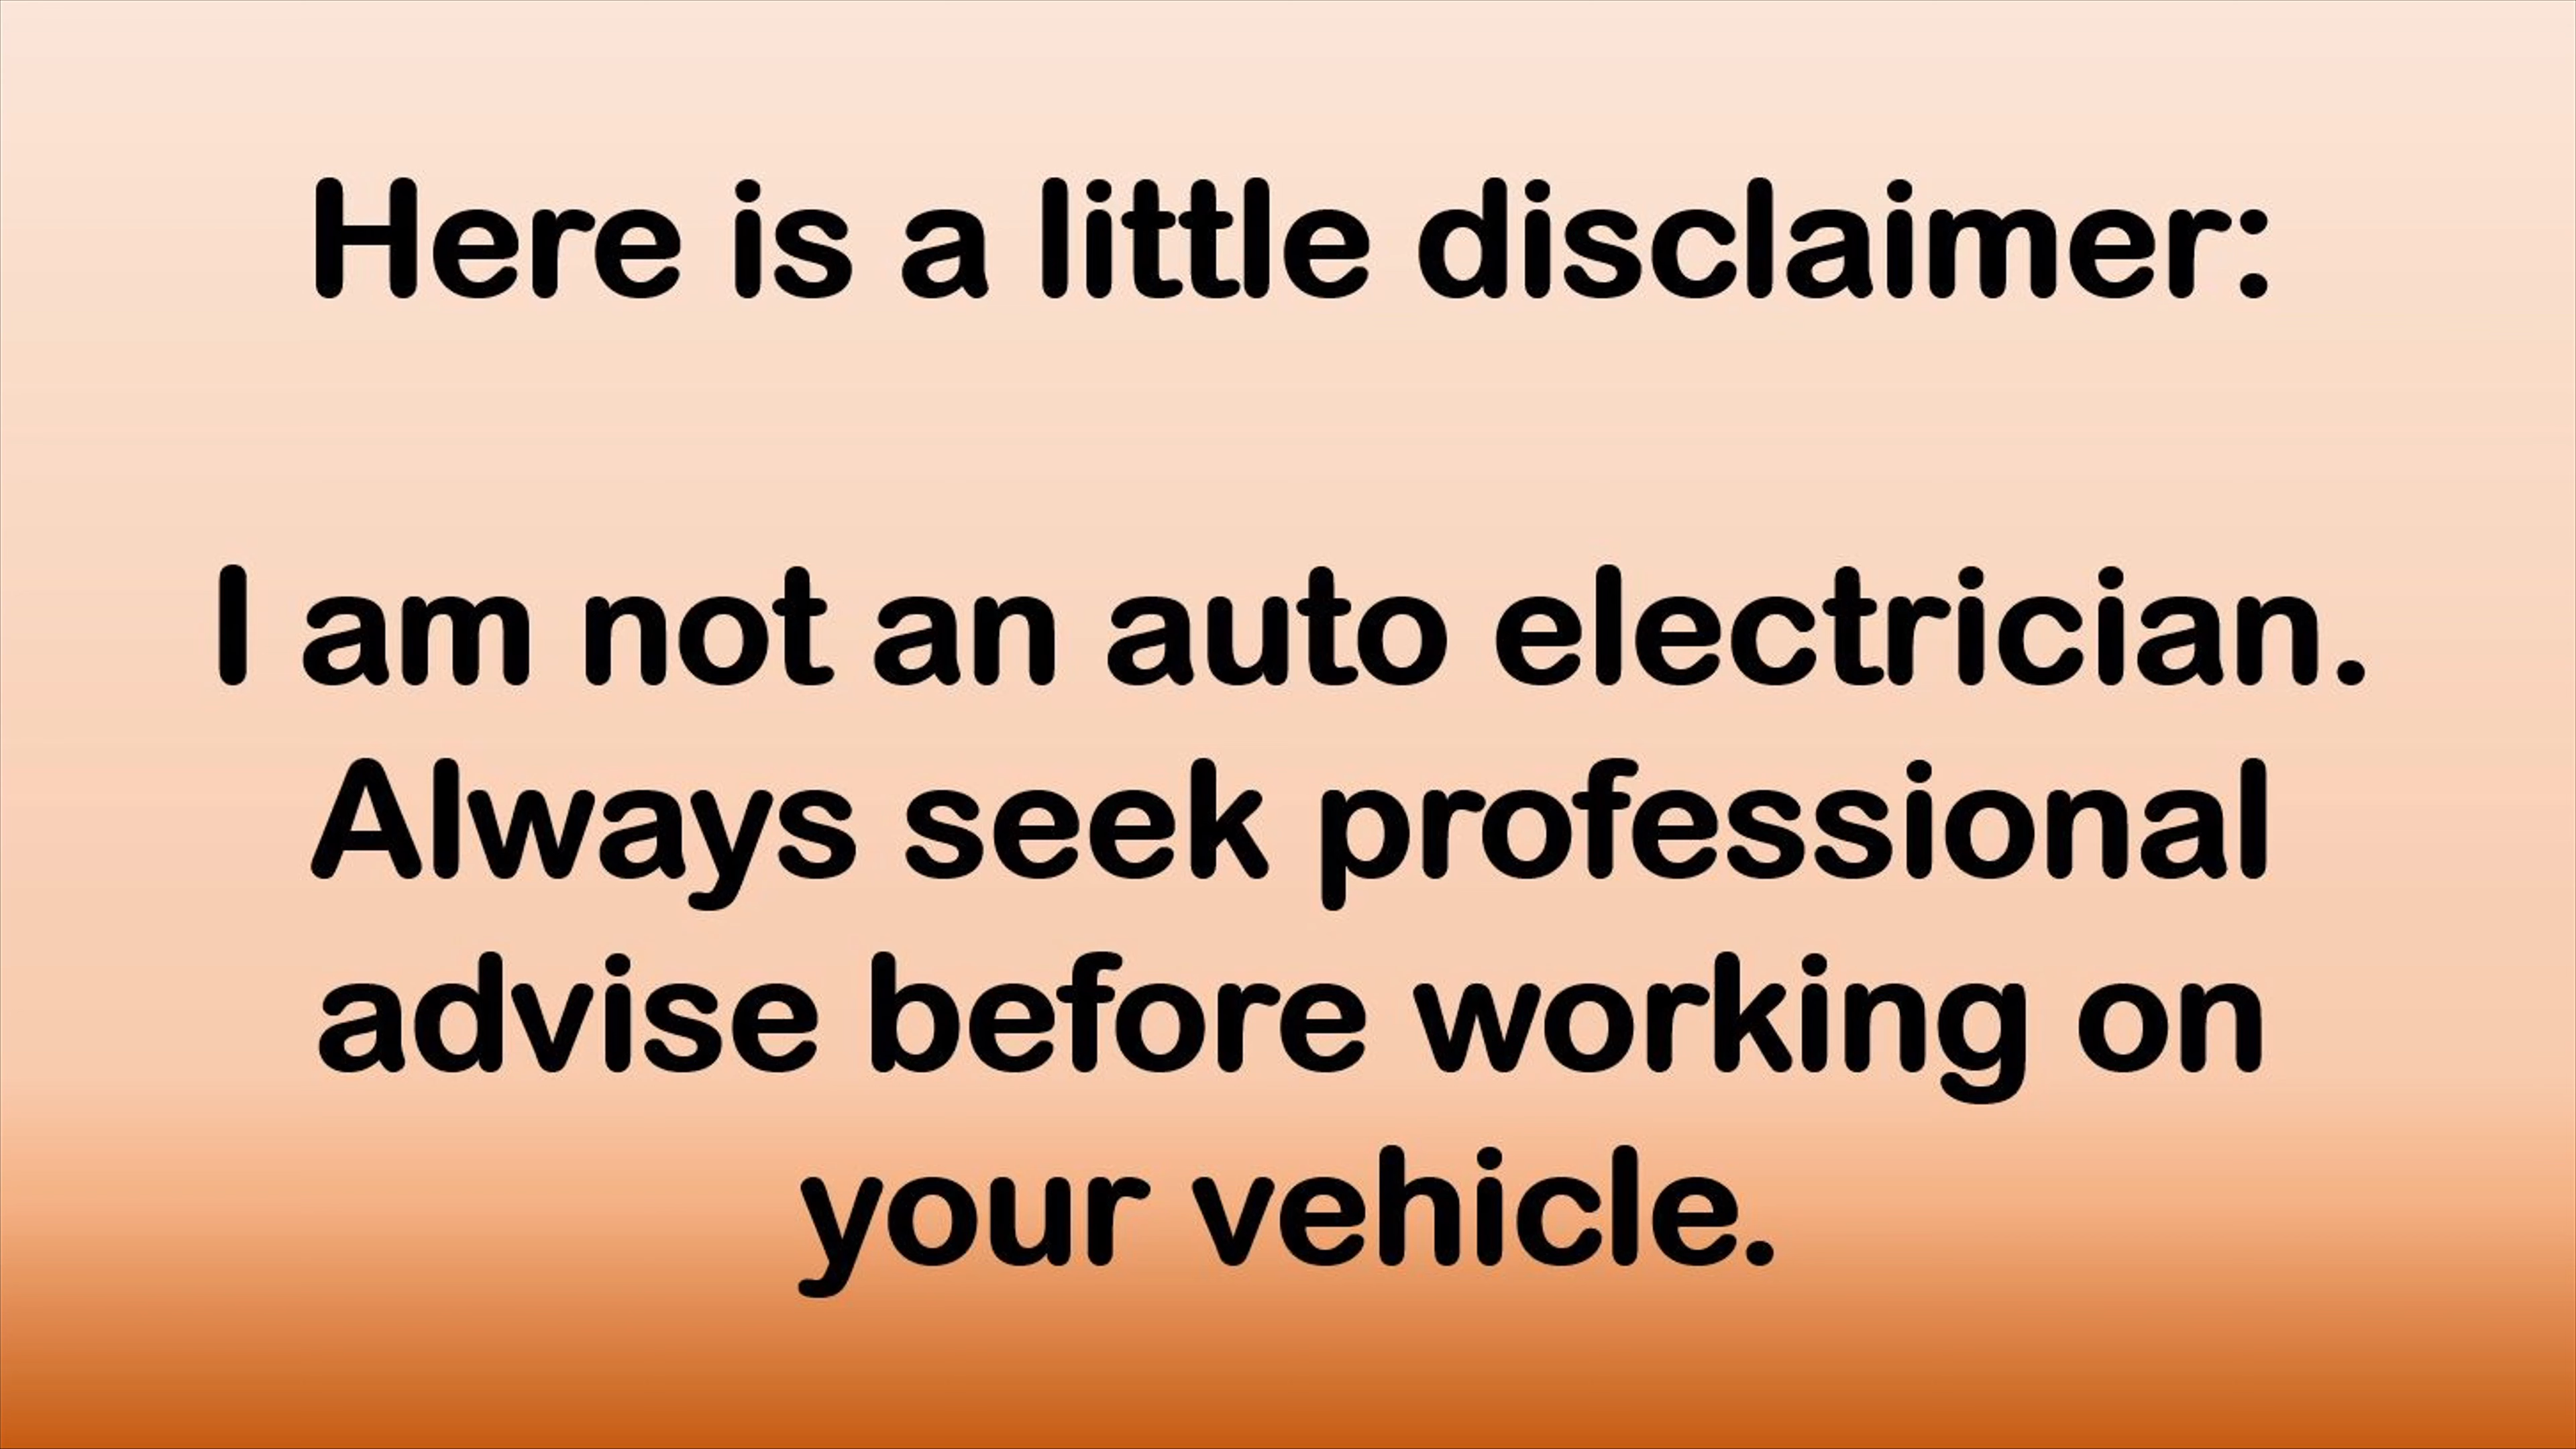 Here is a little disclaimer:
I am not an auto electrician.
Always seek professional
advise before working on
your vehicle.